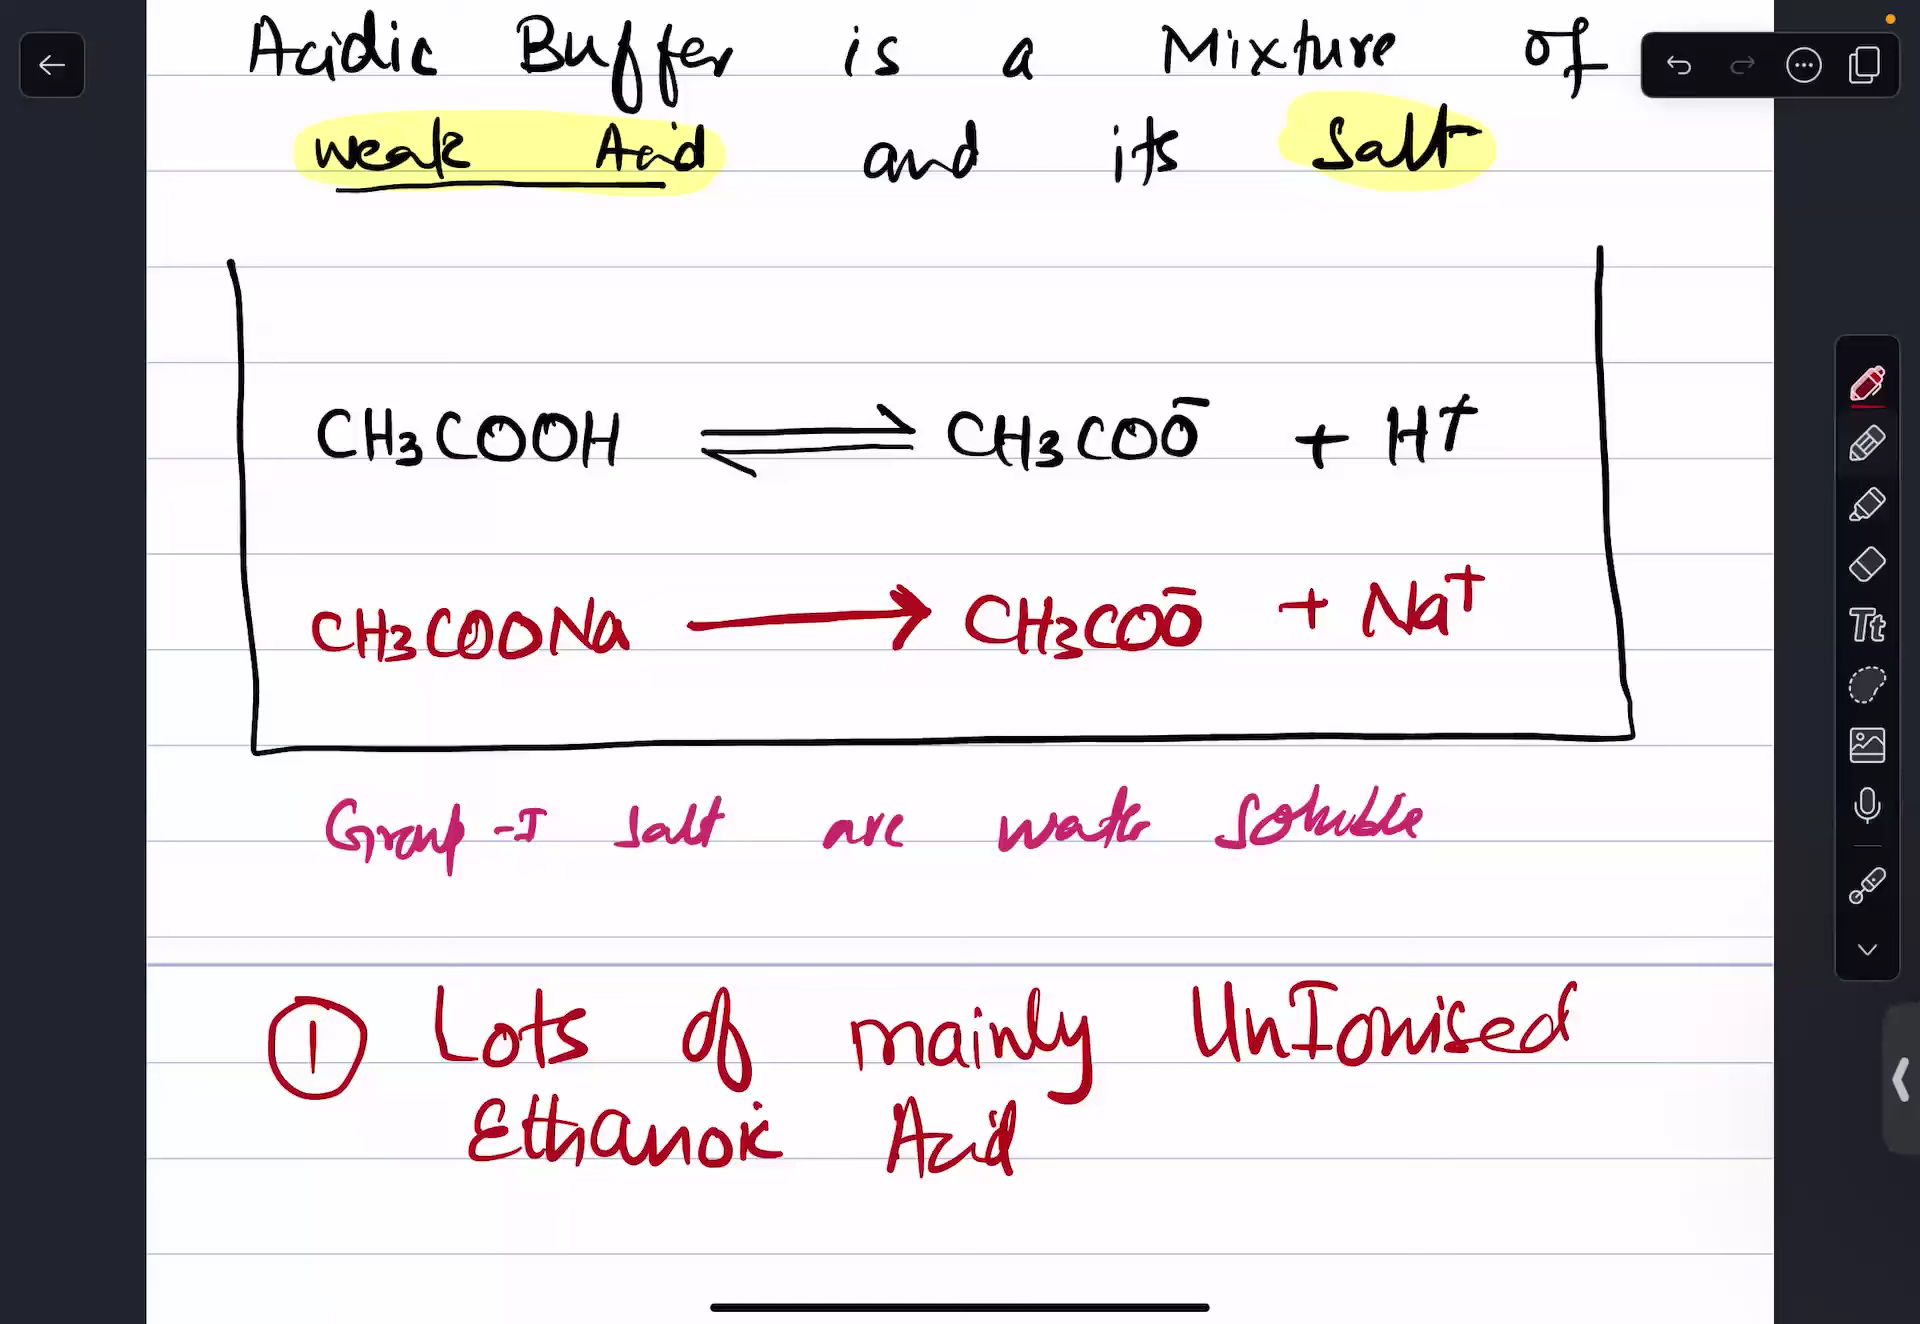 Acidic Buffer is a Mixture of
weak Acid and its Salt
CH₃COOH ⇌ CH₃COO⁻ + H⁺
CH₃COONa ⟶ CH₃COO⁻ + Na⁺
Group-I salt are water soluble
① Lots of mainly UnIonised
Ethanoic Acid
Tt